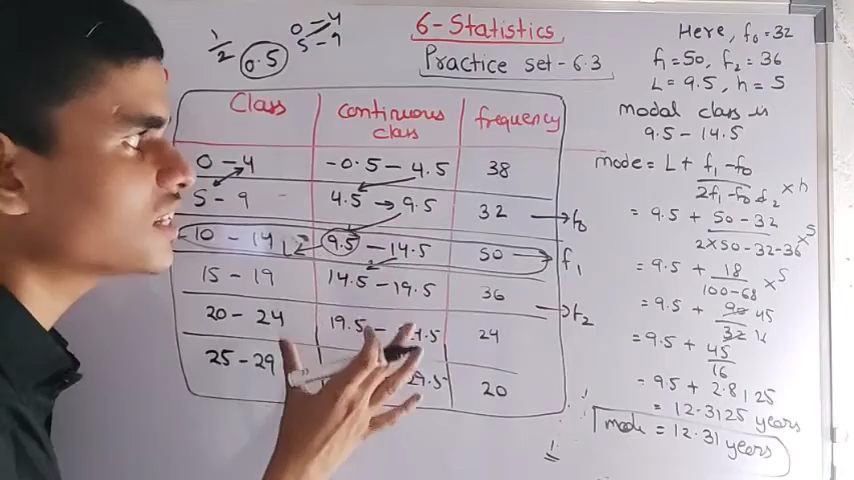 1/2 0.5 0-4
5-9
6-Statistics
Practice set-6.3
Class continuous class frequency
0-4 -0.5-4.5 38
5-9 4.5→9.5 32 →f0
10-14 L= 9.5-14.5 50 →f1
15-19 14.5-19.5 36 →f2
20-24 19.5- 4.5 24
25-29 29.5 20
Here, f0=32
f1=50, f2=36
L=9.5, h=5
modal class is
9.5-14.5
mode= L+ f1-f0 / 2f1-f0-f2 ×h
= 9.5+ 50-32 / 2×50-32-36 ×5
= 9.5+ 18 / 100-68 ×5
= 9.5+ 90 45 / 32 16
= 9.5+ 45 / 16
= 9.5+ 2.8125
= 12.3125 years
mode = 12.31 years